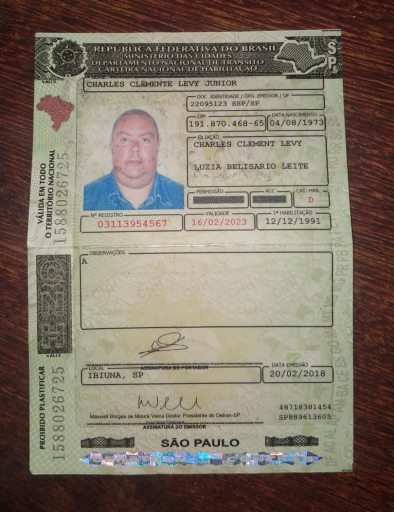 REPÚBLICA FEDERATIVA DO BRASIL
MINISTÉRIO DAS CIDADES
DEPARTAMENTO NACIONAL DE TRÂNSITO
CARTEIRA NACIONAL DE HABILITAÇÃO
SP
CHARLES CLEMENTE LEVY JUNIOR
DOC. IDENTIDADE / ÓRG. EMISSOR / UF
22095123 SSP/SP
CPF DATA NASCIMENTO
191.870.468-65 04/08/1973
FILIAÇÃO
CHARLES CLEMENT LEVY
LUZIA BELISARIO LEITE
PERMISSÃO ACC CAT. HAB.
D
Nº REGISTRO VALIDADE 1ª HABILITAÇÃO
03113954567 16/02/2023 12/12/1991
OBSERVAÇÕES
A
ASSINATURA DO PORTADOR
LOCAL DATA EMISSÃO
IBIUNA, SP 20/02/2018
Maxwell Borges de Moura Vieira Diretor Presidente do Detran-SP
48718381454
SP889613605
ASSINATURA DO EMISSOR
SÃO PAULO
VÁLIDA EM TODO
O TERRITÓRIO NACIONAL
1588026725
PROIBIDO PLASTIFICAR
1588026725